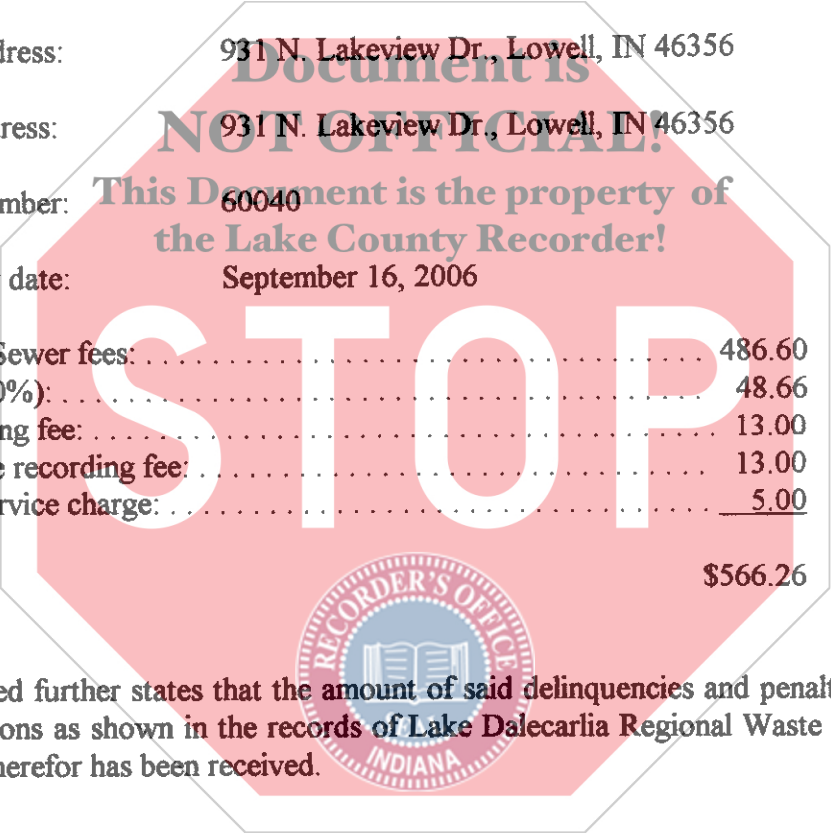 dress: 931 N. Lakeview Dr., Lowell, IN 46356
Document is
ress: 931 N. Lakeview Dr., Lowell, IN 46356
NOT OFFICIAL!
This Document is the property of
mber: 60040
the Lake County Recorder!
date: September 16, 2006
STOP
Sewer fees: 486.60
0%): 48.66
ng fee: 13.00
e recording fee: 13.00
rvice charge: 5.00
$566.26
RECORDER'S OFFICE
ed further states that the amount of said delinquencies and penalt
ons as shown in the records of Lake Dalecarlia Regional Waste
herefor has been received.
INDIANA